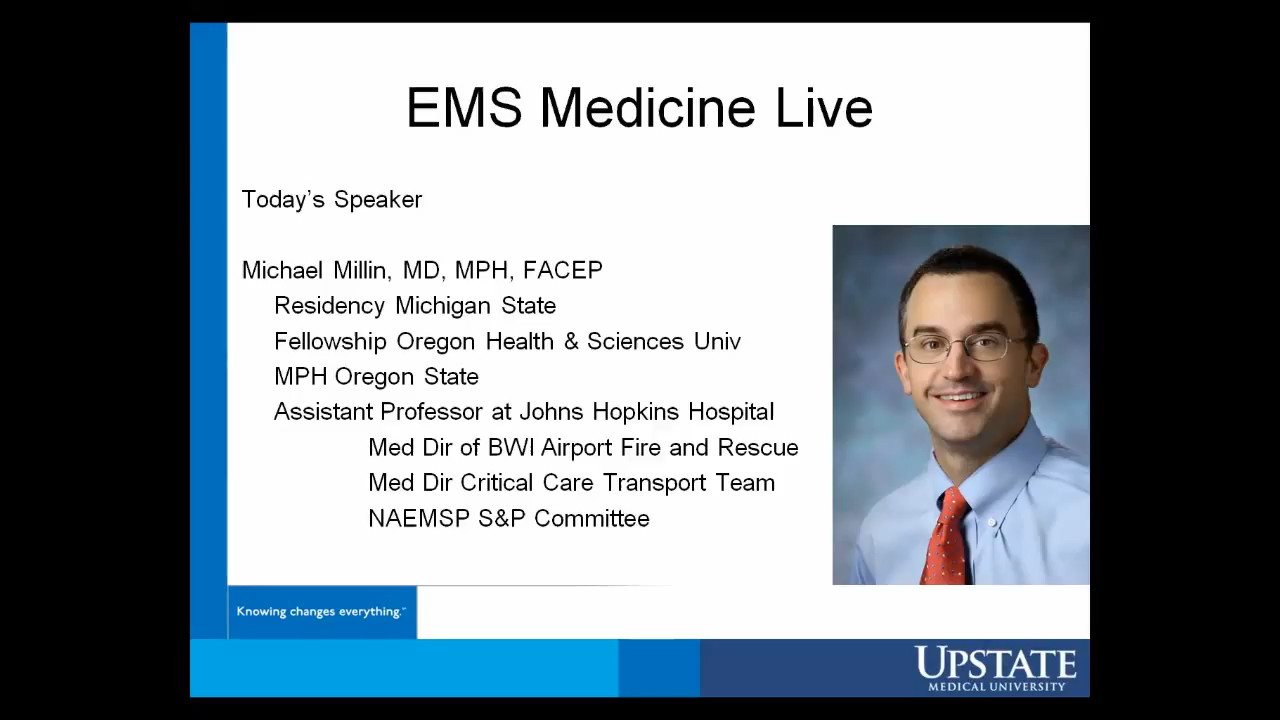 EMS Medicine Live
Today's Speaker
Michael Millin, MD, MPH, FACEP
Residency Michigan State
Fellowship Oregon Health & Sciences Univ
MPH Oregon State
Assistant Professor at Johns Hopkins Hospital
Med Dir of BWI Airport Fire and Rescue
Med Dir Critical Care Transport Team
NAEMSP S&P Committee
Knowing changes everything.™
UPSTATE
MEDICAL UNIVERSITY